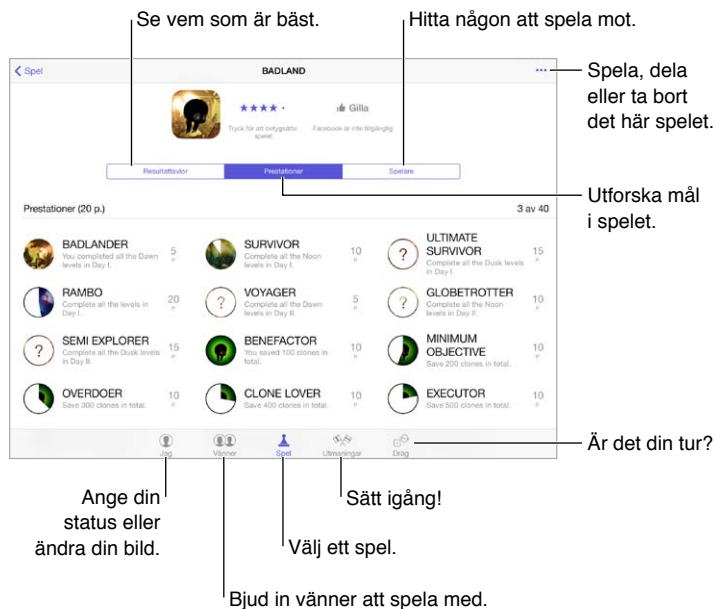 Se vem som är bäst.
Hitta någon att spela mot.
Spel
BADLAND
Spela, dela
eller ta bort
det här spelet.
Gilla
Tryck för att betygsätta
spelet
Facebook är inte tillgänglig
Resultattavlor
Prestationer
Spelare
Utforska mål
i spelet.
Prestationer (20 p.)
3 av 40
BADLANDER
You completed all the Dawn
levels in Day I.
5
P
SURVIVOR
Complete all the Noon
levels in Day I.
10
P
ULTIMATE
SURVIVOR
Complete all the Dusk levels
in Day I.
15
P
RAMBO
Complete all the levels in
Day I.
20
P
VOYAGER
Complete all the Dawn
levels in Day II.
5
P
GLOBETROTTER
Complete all the Noon
levels in Day II.
10
P
SEMI EXPLORER
Complete all the Dusk levels
in Day II.
15
P
BENEFACTOR
You saved 100 clones in
total.
10
P
MINIMUM
OBJECTIVE
Save 200 clones in total.
10
P
OVERDOER
Save 300 clones in total.
10
P
CLONE LOVER
Save 400 clones in total.
10
P
EXECUTOR
Save 500 clones in total.
10
P
Jag
Vänner
Spel
Utmaningar
Drag
Är det din tur?
Ange din
status eller
ändra din bild.
Sätt igång!
Välj ett spel.
Bjud in vänner att spela med.